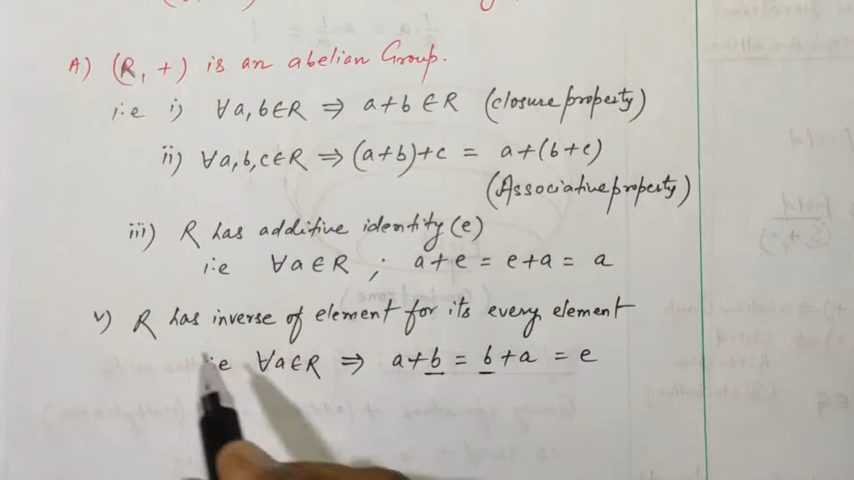 A) (R, +) is an abelian Group.
i.e i) ∀a,b∈R ⇒ a+b ∈ R (closure property)
ii) ∀a,b,c∈R ⇒ (a+b)+c = a+(b+c)
(Associative property)
iii) R has additive identity (e)
i.e ∀a∈R ; a+e = e+a = a
v) R has inverse of element for its every element
i.e ∀a∈R ⇒ a+b = b+a = e